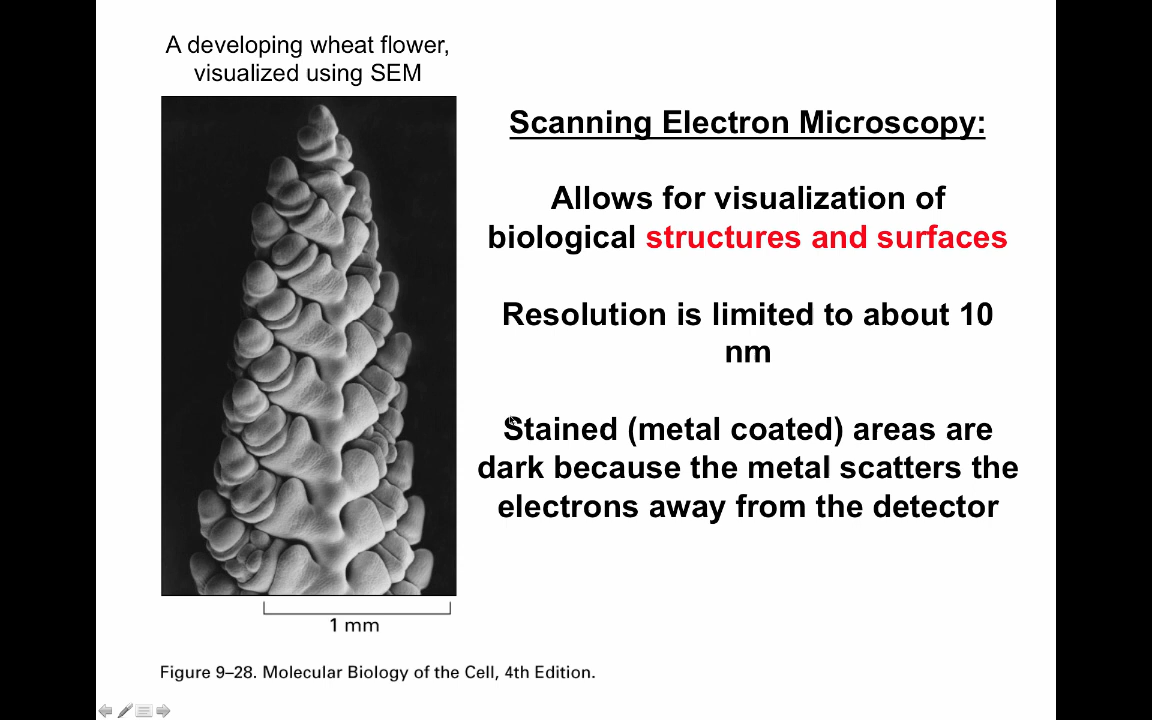 A developing wheat flower,
visualized using SEM
Scanning Electron Microscopy:
Allows for visualization of
biological structures and surfaces
Resolution is limited to about 10
nm
Stained (metal coated) areas are
dark because the metal scatters the
electrons away from the detector
1 mm
Figure 9–28. Molecular Biology of the Cell, 4th Edition.